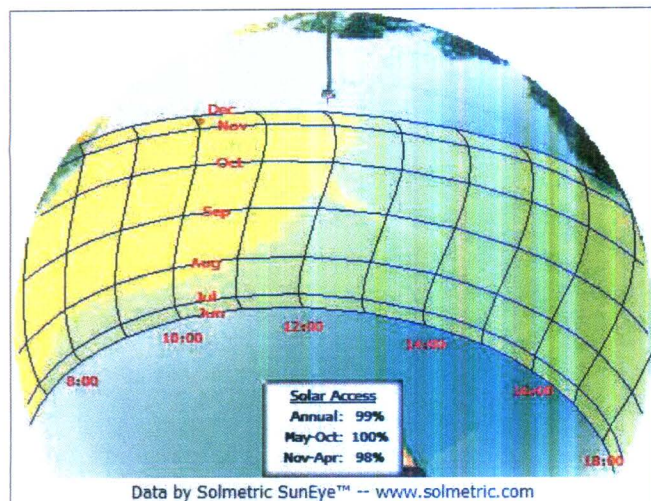 Dec
Nov
Oct
Sep
Aug
Jul
Jun
8:00
10:00
12:00
14:00
16:00
18:00
Solar Access
Annual: 99%
May-Oct: 100%
Nov-Apr: 98%
Data by Solmetric SunEye™ -- www.solmetric.com